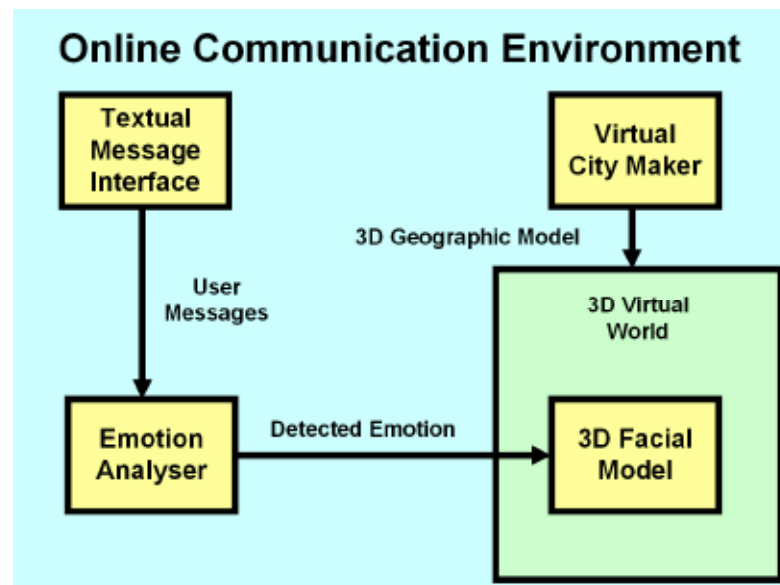 Online Communication Environment
Textual
Message
Interface
Virtual
City Maker
3D Geographic Model
User
Messages
3D Virtual
World
Emotion
Analyser
Detected Emotion
3D Facial
Model